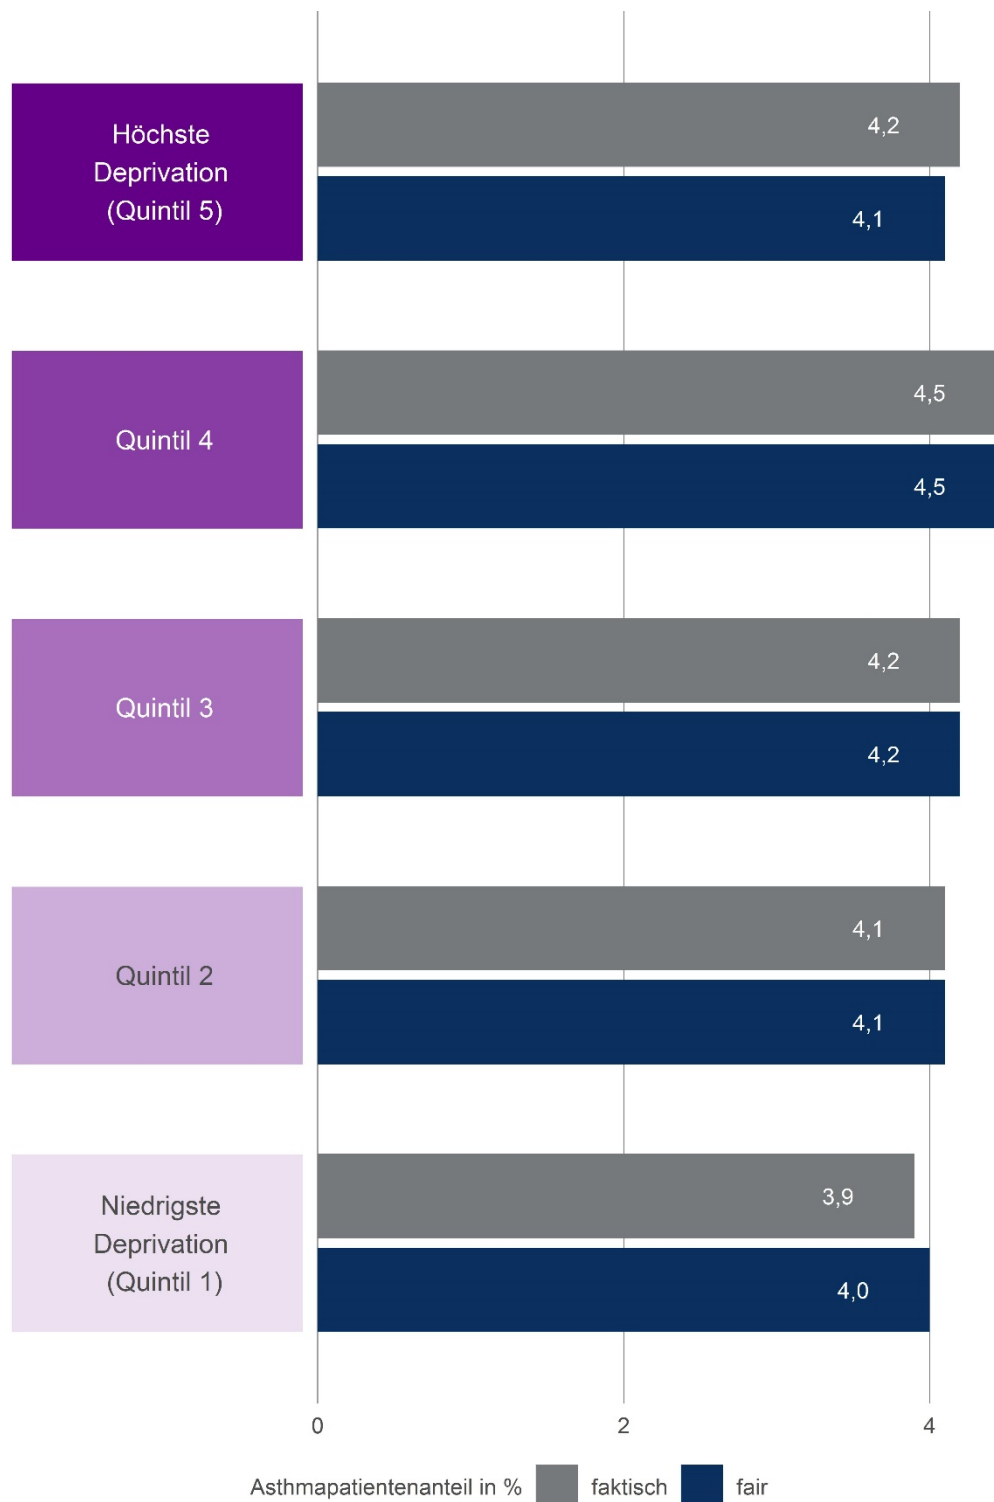 Höchste
Deprivation
(Quintil 5)
4,2
4,1
Quintil 4
4,5
4,5
Quintil 3
4,2
4,2
Quintil 2
4,1
4,1
Niedrigste
Deprivation
(Quintil 1)
3,9
4,0
0 2 4
Asthmapatientenanteil in % faktisch fair